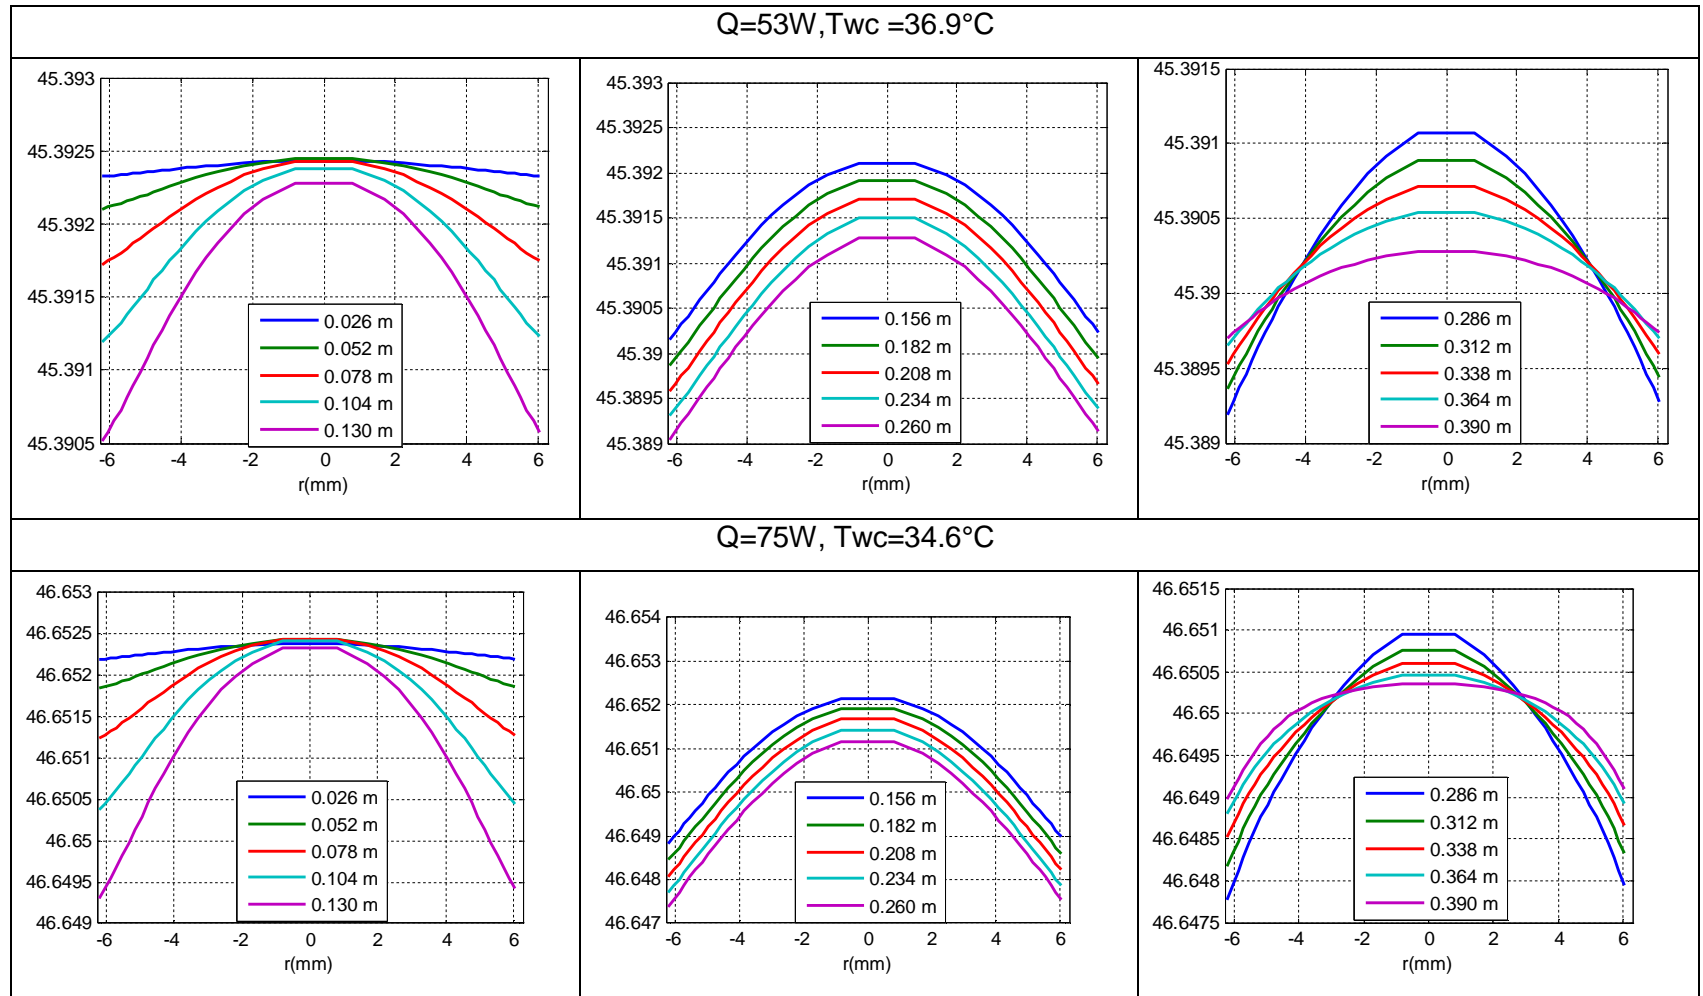 Q=53W,Twc =36.9°C
45.393
45.3925
45.392
45.3915
45.391
45.3905
-6 -4 -2 0 2 4 6
r(mm)
0.026 m
0.052 m
0.078 m
0.104 m
0.130 m
45.393
45.3925
45.392
45.3915
45.391
45.3905
45.39
45.3895
45.389
-6 -4 -2 0 2 4 6
r(mm)
0.156 m
0.182 m
0.208 m
0.234 m
0.260 m
45.3915
45.391
45.3905
45.39
45.3895
45.389
-6 -4 -2 0 2 4 6
r(mm)
0.286 m
0.312 m
0.338 m
0.364 m
0.390 m
Q=75W, Twc=34.6°C
46.653
46.6525
46.652
46.6515
46.651
46.6505
46.65
46.6495
46.649
-6 -4 -2 0 2 4 6
r(mm)
0.026 m
0.052 m
0.078 m
0.104 m
0.130 m
46.654
46.653
46.652
46.651
46.65
46.649
46.648
46.647
-6 -4 -2 0 2 4 6
r(mm)
0.156 m
0.182 m
0.208 m
0.234 m
0.260 m
46.6515
46.651
46.6505
46.65
46.6495
46.649
46.6485
46.648
46.6475
-6 -4 -2 0 2 4 6
r(mm)
0.286 m
0.312 m
0.338 m
0.364 m
0.390 m